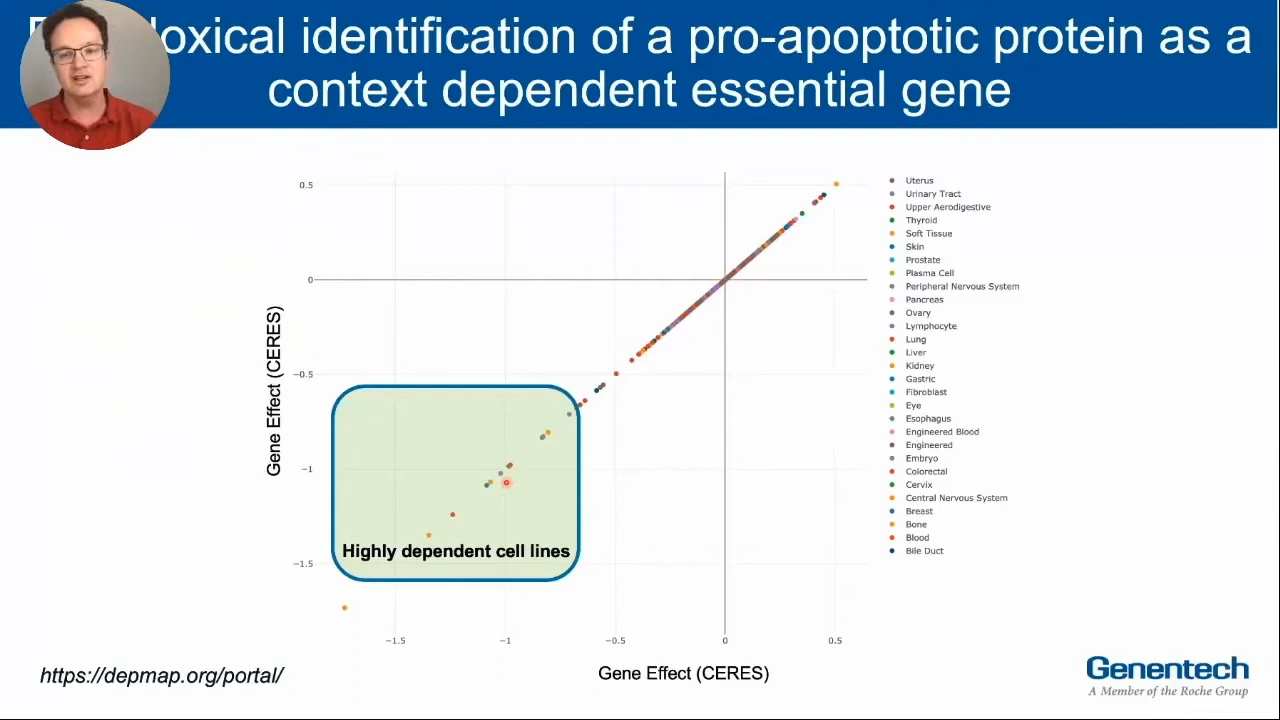 oxical identification of a pro-apoptotic protein as a
context dependent essential gene
0.5
0
−0.5
−1
−1.5
Gene Effect (CERES)
Highly dependent cell lines
−1.5
−1
−0.5
0
0.5
Gene Effect (CERES)
Uterus
Urinary Tract
Upper Aerodigestive
Thyroid
Soft Tissue
Skin
Prostate
Plasma Cell
Peripheral Nervous System
Pancreas
Ovary
Lymphocyte
Lung
Liver
Kidney
Gastric
Fibroblast
Eye
Esophagus
Engineered Blood
Engineered
Embryo
Colorectal
Cervix
Central Nervous System
Breast
Bone
Blood
Bile Duct
https://depmap.org/portal/
Genentech
A Member of the Roche Group